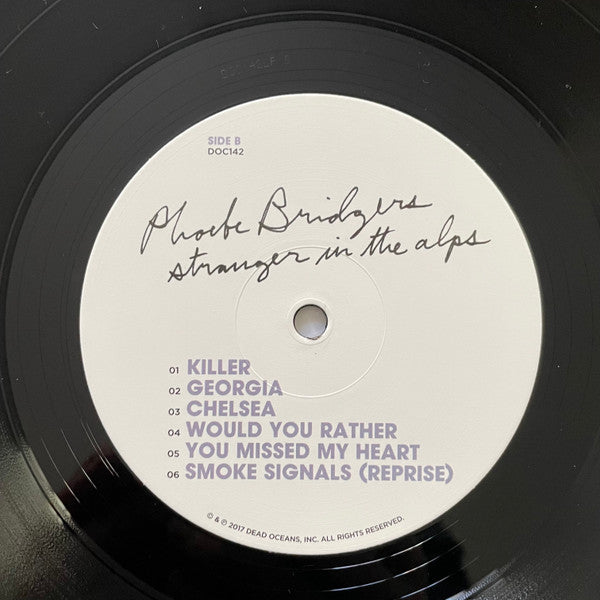 SIDE B
DOC142
Phoebe Bridgers
stranger in the alps
01 KILLER
02 GEORGIA
03 CHELSEA
04 WOULD YOU RATHER
05 YOU MISSED MY HEART
06 SMOKE SIGNALS (REPRISE)
© & ℗ 2017 DEAD OCEANS, INC. ALL RIGHTS RESERVED.